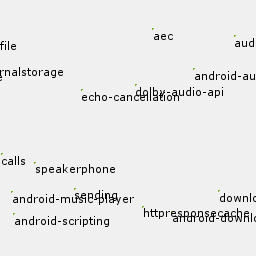 aec
aud
file
rnalstorage
android-au
dolby-audio-api
echo-cancellation
calls
speakerphone
sending
android-music-player
downlo
httpresponsecache
android-downlo
android-scripting